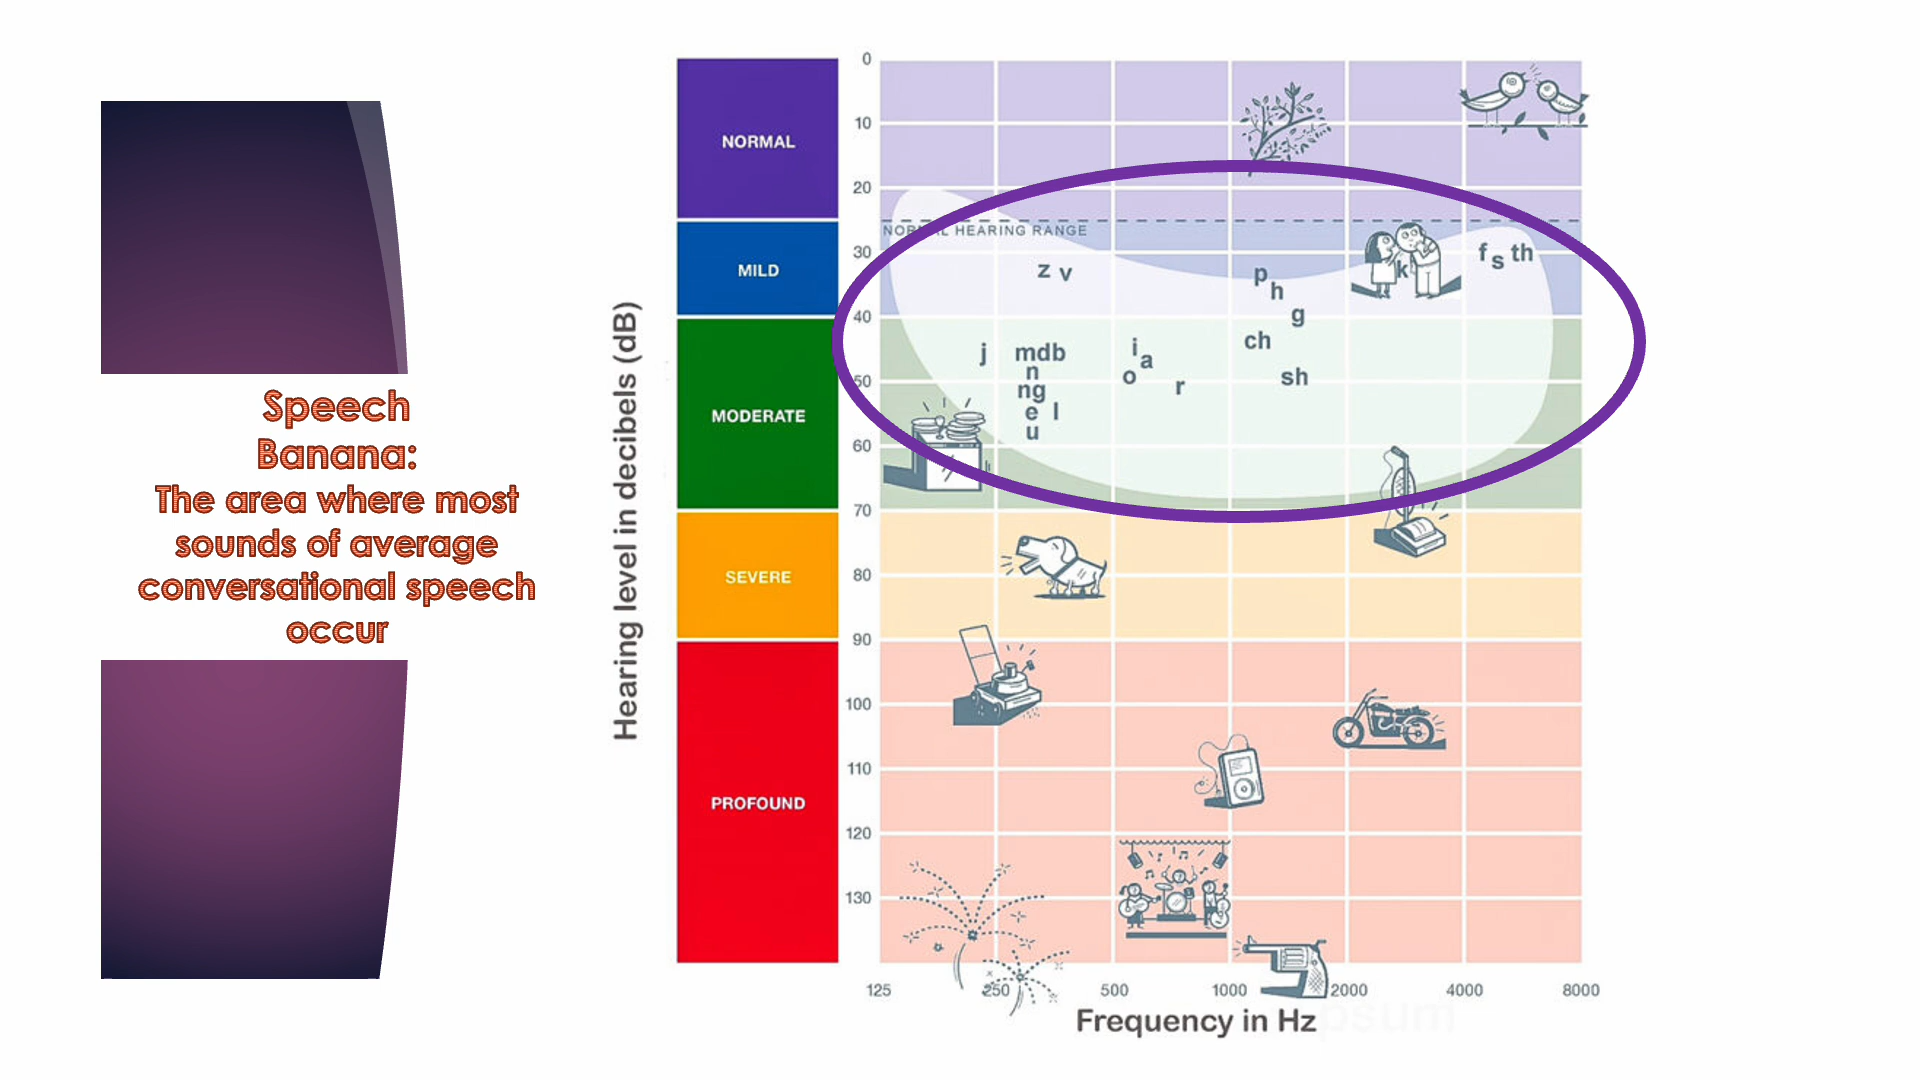 Speech
Banana:
The area where most
sounds of average
conversational speech
occur
Hearing level in decibels (dB)
NORMAL
MILD
MODERATE
SEVERE
PROFOUND
0
10
20
30
40
50
60
70
80
90
100
110
120
130
NORMAL HEARING RANGE
z v
p
h
g
k
f s th
j
mdb
n
ng
e l
u
i
a
o
r
ch
sh
125 250 500 1000 2000 4000 8000
Frequency in Hz